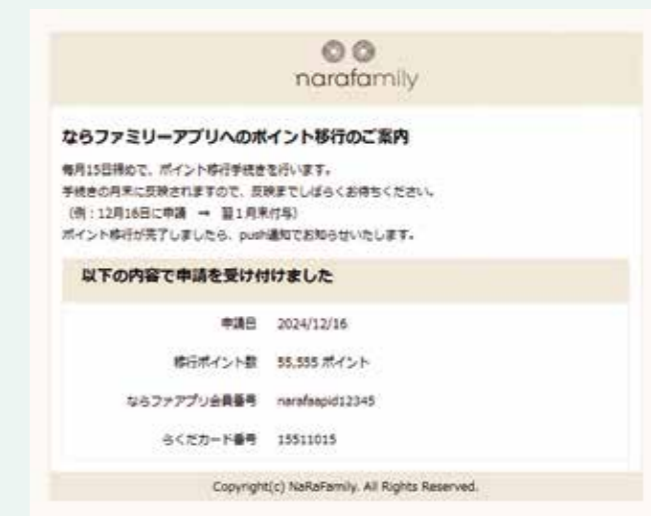 narafamily
ならファミリーアプリへのポイント移行のご案内
毎月15日締めで、ポイント移行手続きを行います。
手続きの月末に反映されますので、反映までしばらくお待ちください。
（例：12月16日に申請 → 翌1月末付与）
ポイント移行が完了しましたら、push通知でお知らせいたします。
以下の内容で申請を受け付けました
申請日 2024/12/16
移行ポイント数 55,555 ポイント
ならファアプリ会員番号 narafaapid12345
らくだカード番号 15511015
Copyright(c) NaRaFamily. All Rights Reserved.